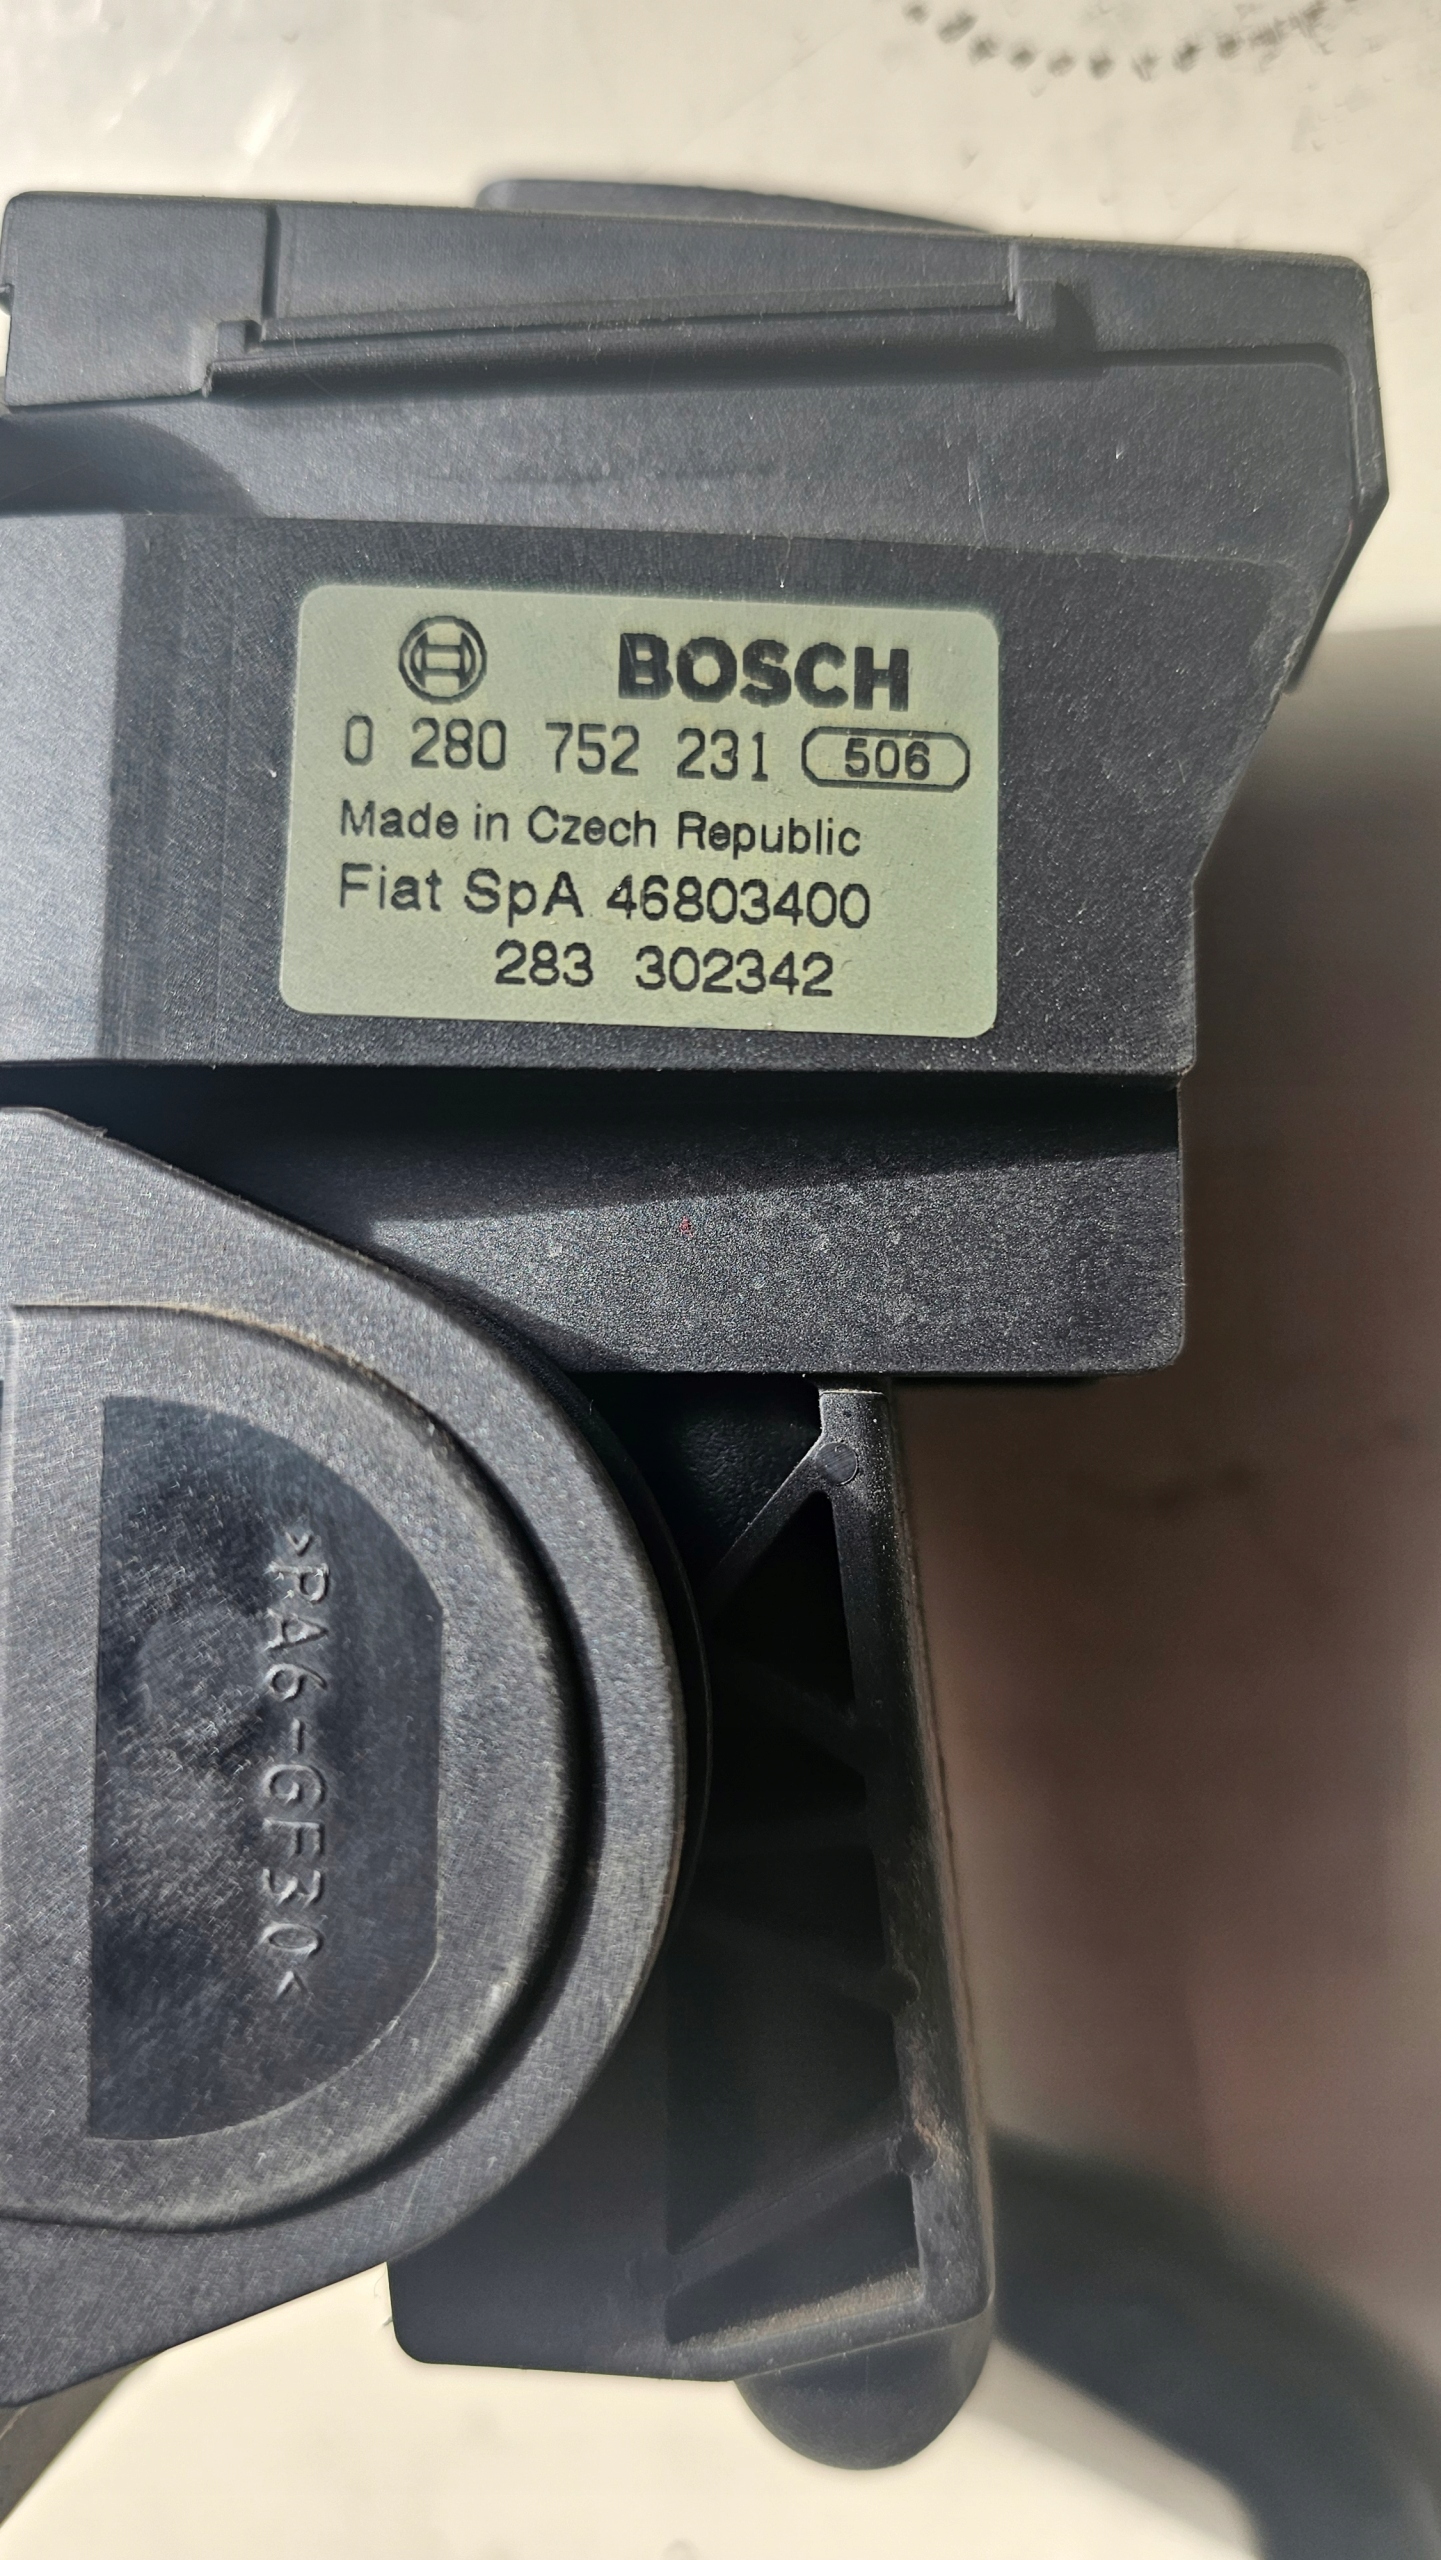 BOSCH
0 280 752 231 506
Made in Czech Republic
Fiat SpA 46803400
283 302342
>PA6-GF30<